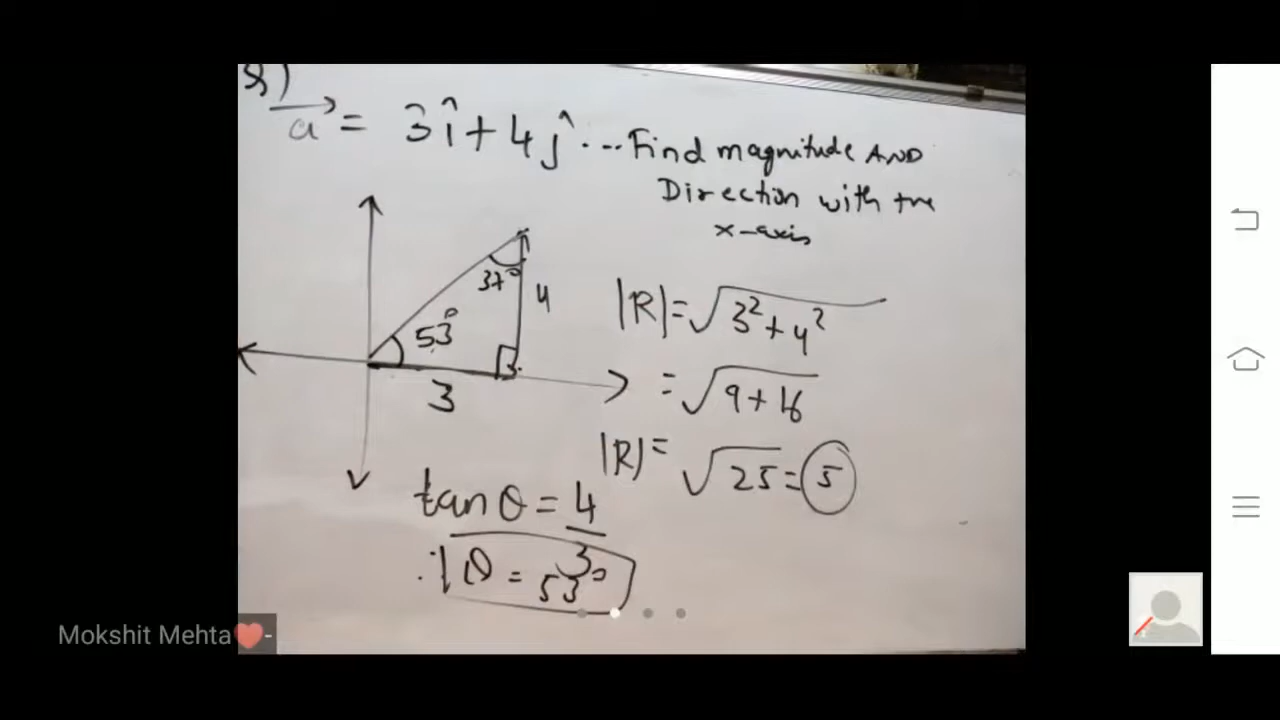 Q)
a⃗ = 3î + 4ĵ ... Find magnitude AND
Direction with the
x-axis
37°
4
53°
3
|R| = √3² + 4²
= √9 + 16
|R| = √25 = 5
tan θ = 4/3
∴ θ = 53°
Mokshit Mehta❤️-